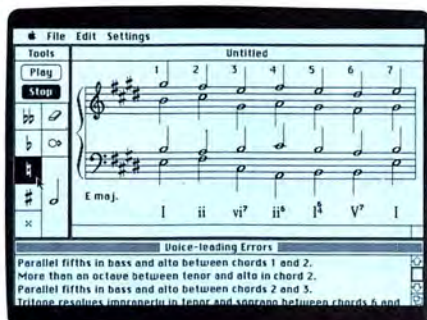 File Edit Settings
Tools
Untitled
Play
Stop
1 2 3 4 5 6 7
E maj.
I ii vi7 ii6 I6/4 V7 I
Voice-leading Errors
Parallel fifths in bass and alto between chords 1 and 2.
More than an octave between tenor and alto in chord 2.
Parallel fifths in bass and alto between chords 2 and 3.
Tritone resolves improperly in tenor and soprano between chords 6 and